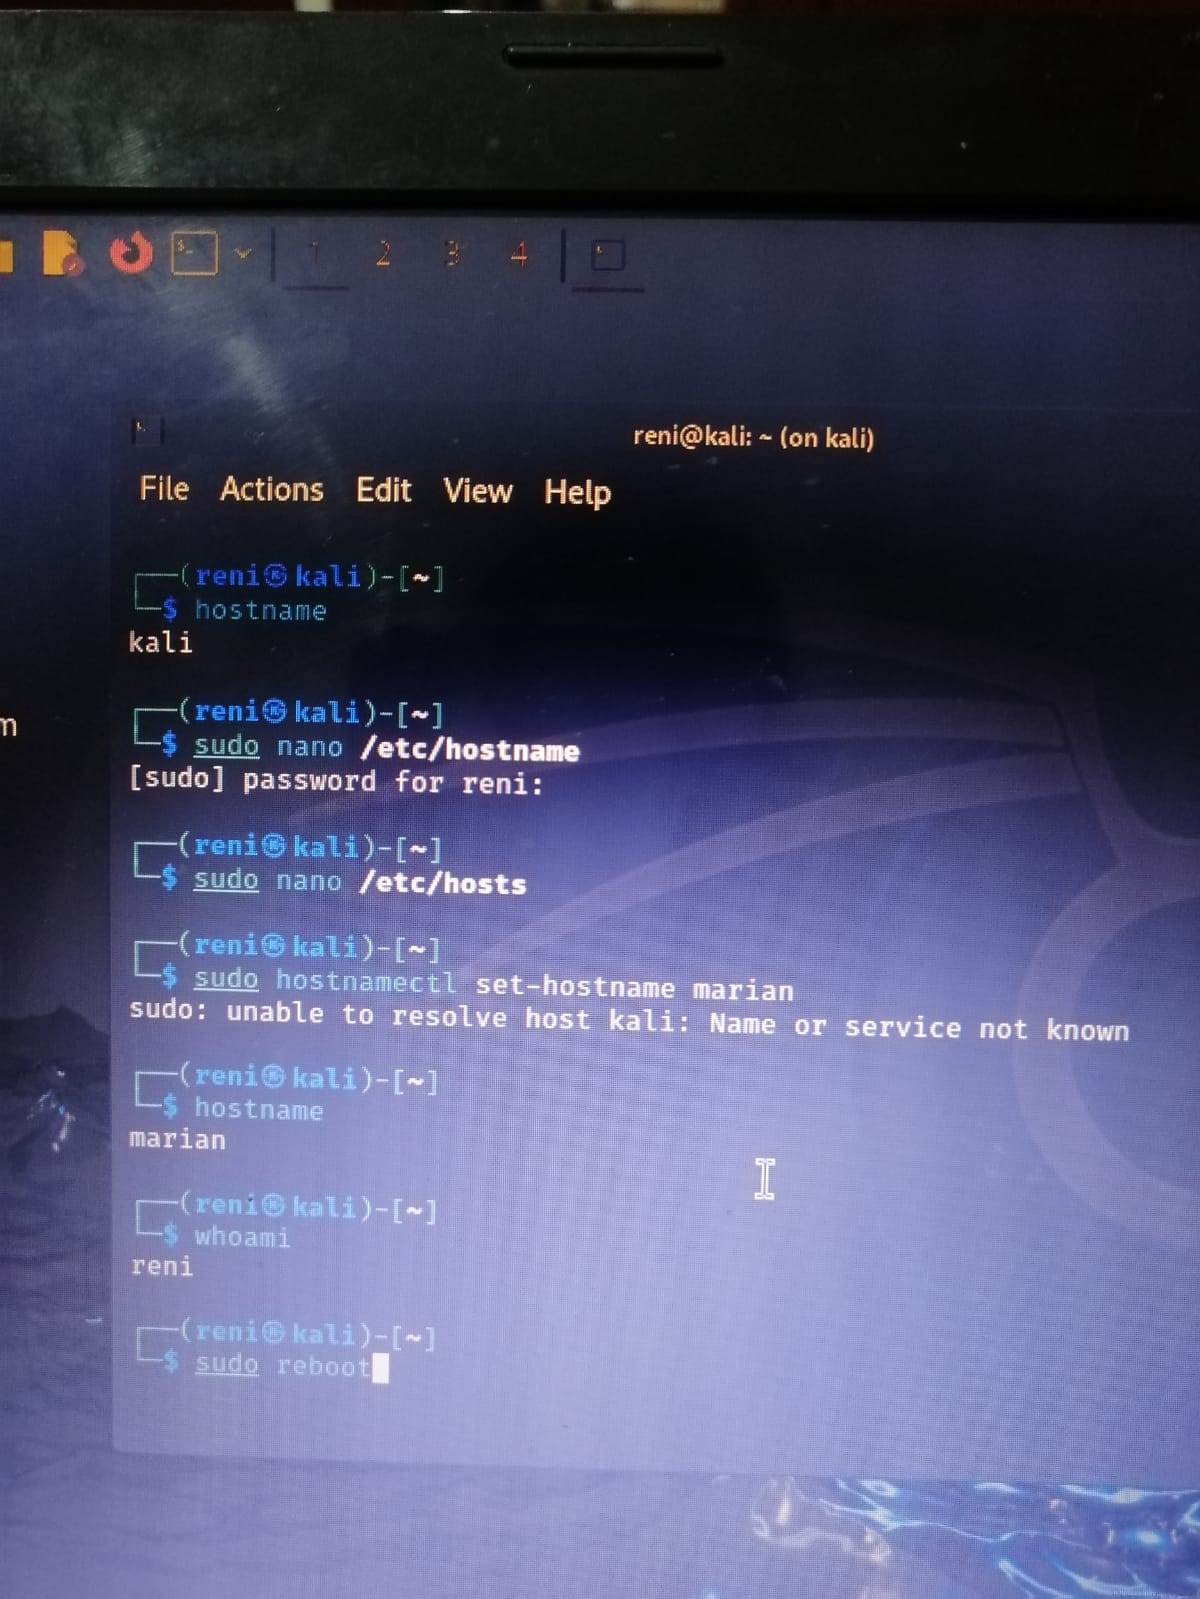 1 2 3 4
reni@kali: ~ (on kali)
File Actions Edit View Help
┌──(reni㉿kali)-[~]
└─$ hostname
kali
┌──(reni㉿kali)-[~]
└─$ sudo nano /etc/hostname
[sudo] password for reni:
┌──(reni㉿kali)-[~]
└─$ sudo nano /etc/hosts
┌──(reni㉿kali)-[~]
└─$ sudo hostnamectl set-hostname marian
sudo: unable to resolve host kali: Name or service not known
┌──(reni㉿kali)-[~]
└─$ hostname
marian
┌──(reni㉿kali)-[~]
└─$ whoami
reni
┌──(reni㉿kali)-[~]
└─$ sudo reboot